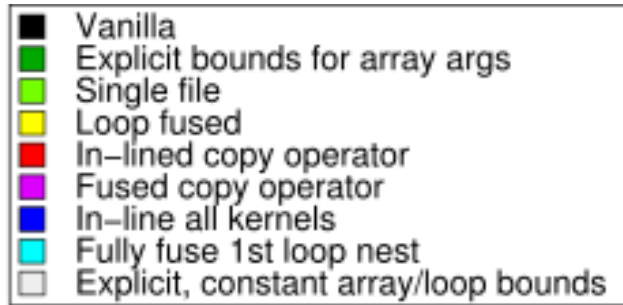 Vanilla
Explicit bounds for array args
Single file
Loop fused
In−lined copy operator
Fused copy operator
In−line all kernels
Fully fuse 1st loop nest
Explicit, constant array/loop bounds